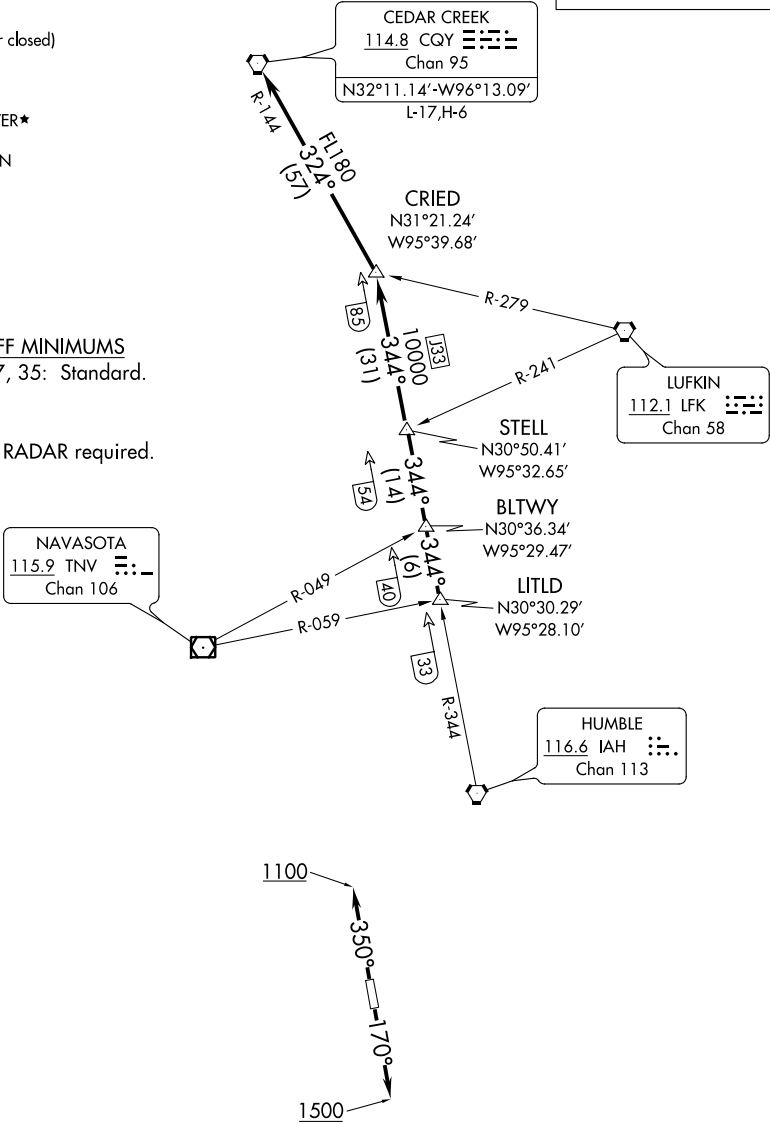 r closed)
CEDAR CREEK
114.8 CQY
Chan 95
N32°11.14′-W96°13.09′
L-17,H-6
ER★
N
R-144
FL180
324°
(57)
CRIED
N31°21.24′
W95°39.68′
85
J33
10000
344°
(31)
R-279
FF MINIMUMS
7, 35: Standard.
R-241
LUFKIN
112.1 LFK
Chan 58
RADAR required.
STELL
N30°50.41′
W95°32.65′
54
344°
(14)
BLTWY
N30°36.34′
W95°29.47′
NAVASOTA
115.9 TNV
Chan 106
R-049
40
344°
(6)
LITLD
N30°30.29′
W95°28.10′
R-059
33
R-344
HUMBLE
116.6 IAH
Chan 113
1100
350°
170°
1500